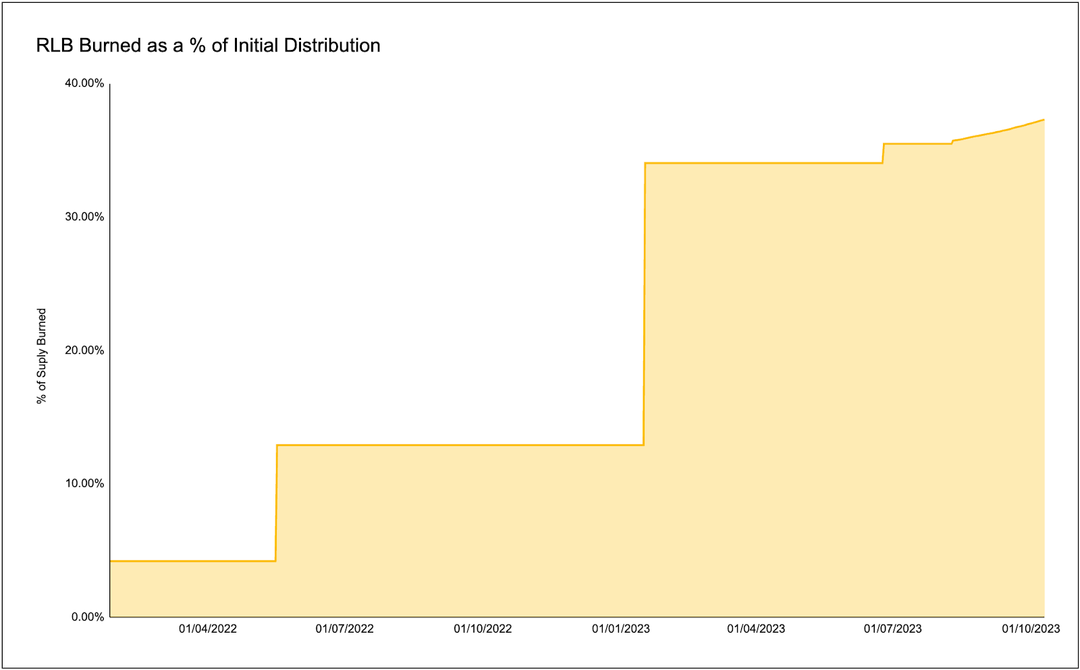 RLB Burned as a % of Initial Distribution
40.00%
30.00%
20.00%
10.00%
0.00%
% of Suply Burned
01/04/2022 01/07/2022 01/10/2022 01/01/2023 01/04/2023 01/07/2023 01/10/2023